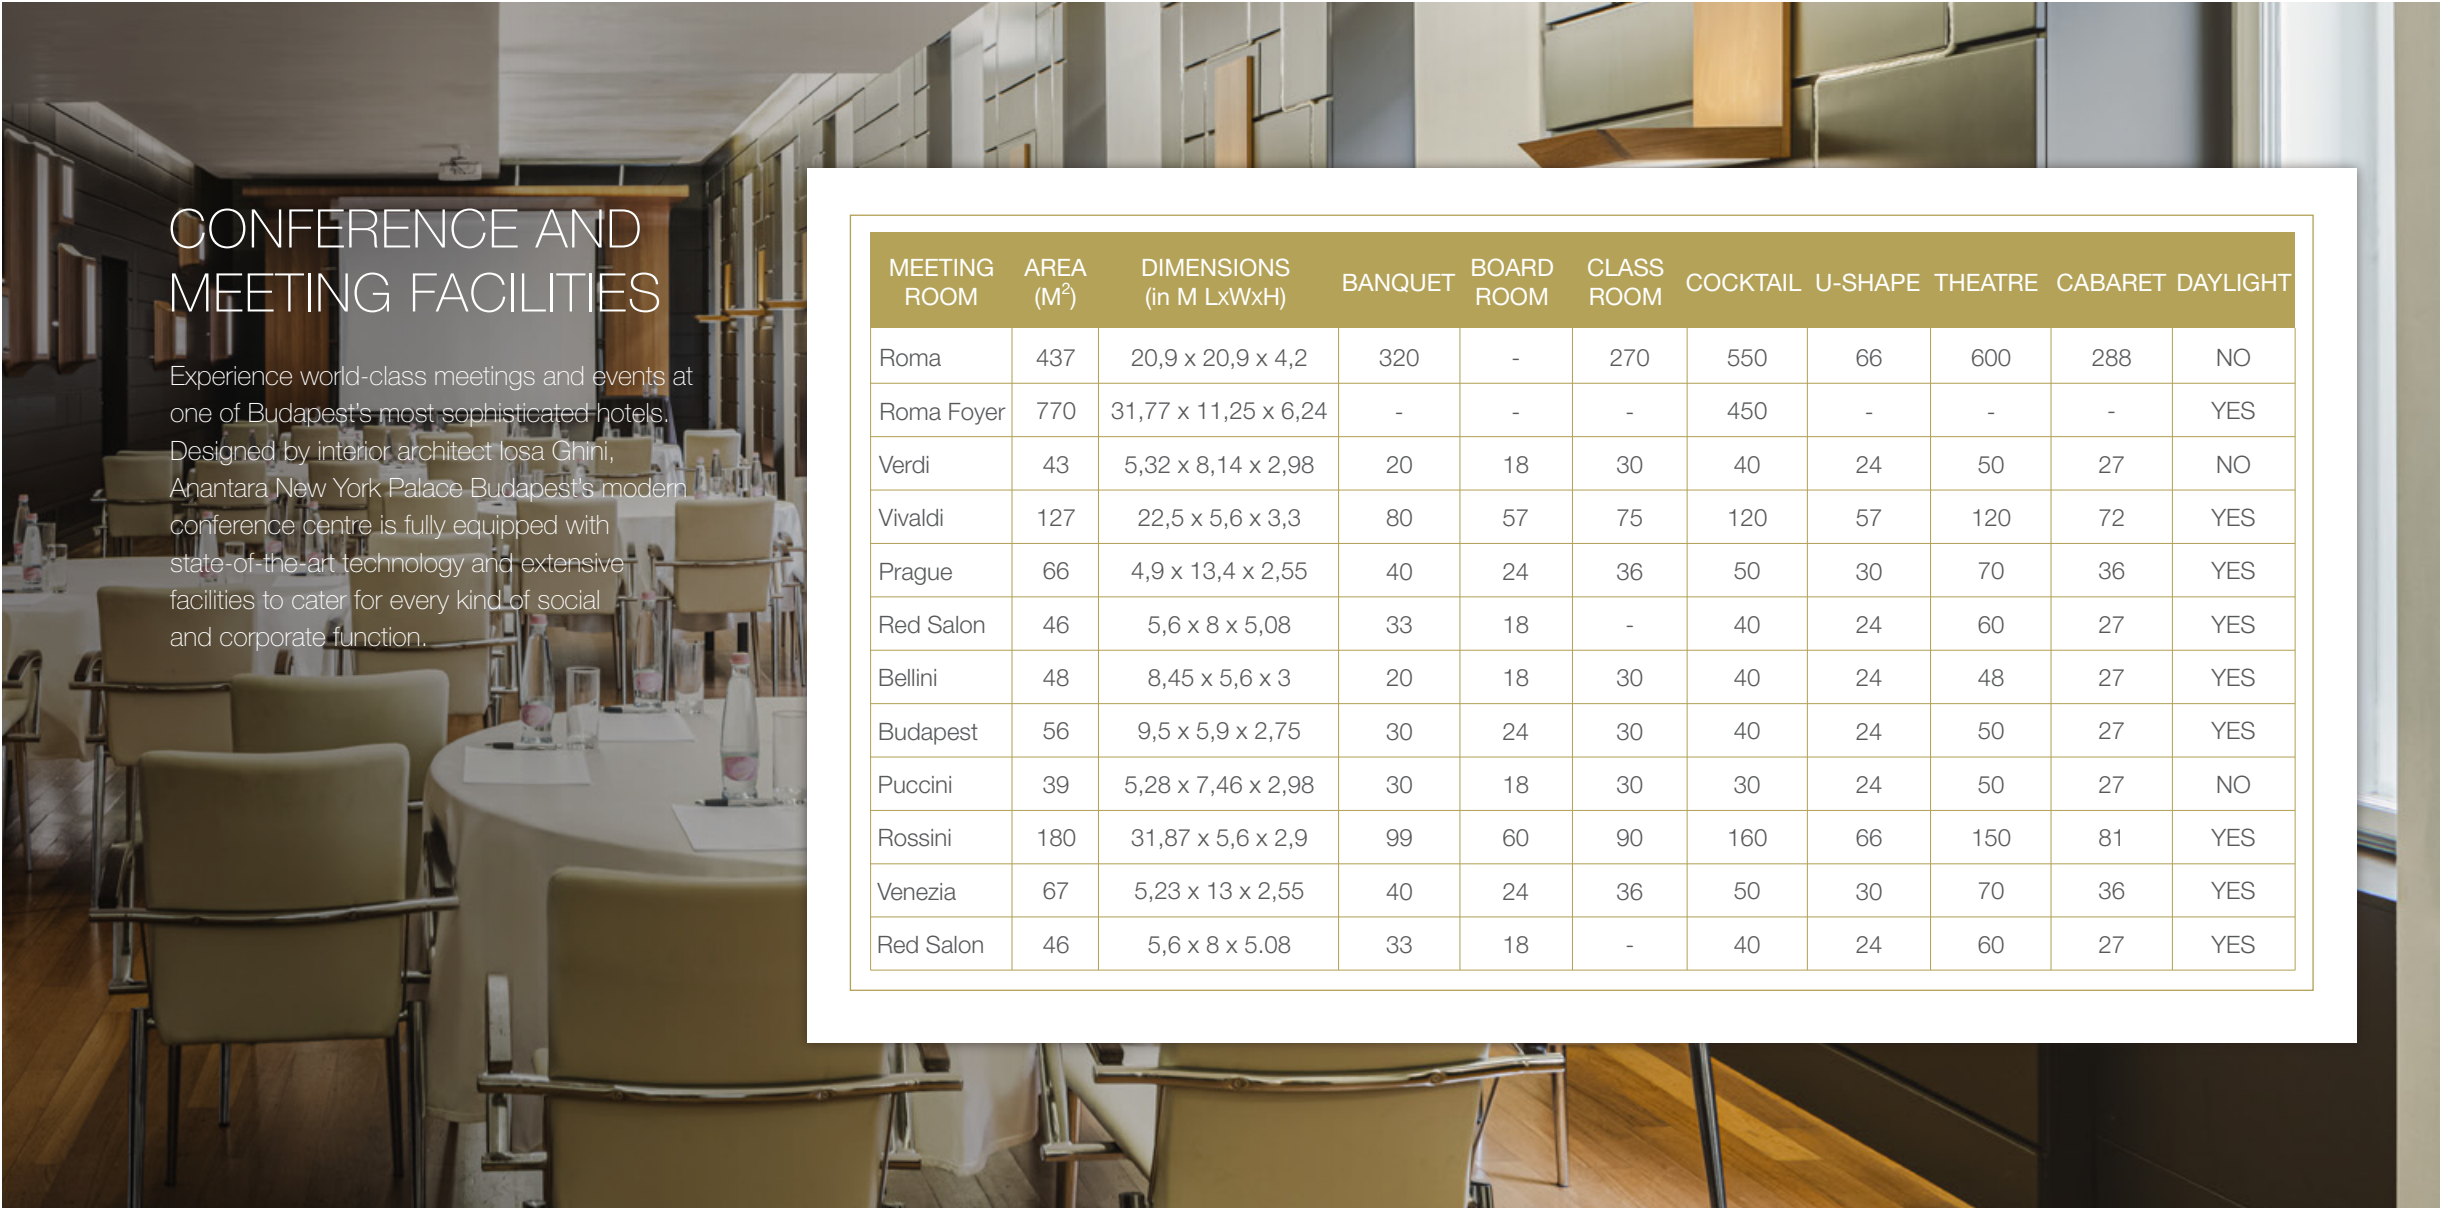 CONFERENCE AND
MEETING FACILITIES
Experience world-class meetings and events at
one of Budapest's most sophisticated hotels.
Designed by interior architect Iosa Ghini,
Anantara New York Palace Budapest's modern
conference centre is fully equipped with
state-of-the-art technology and extensive
facilities to cater for every kind of social
and corporate function.
MEETING ROOM AREA (M²) DIMENSIONS (in M LxWxH) BANQUET BOARD ROOM CLASS ROOM COCKTAIL U-SHAPE THEATRE CABARET DAYLIGHT
Roma 437 20,9 x 20,9 x 4,2 320 - 270 550 66 600 288 NO
Roma Foyer 770 31,77 x 11,25 x 6,24 - - - 450 - - - YES
Verdi 43 5,32 x 8,14 x 2,98 20 18 30 40 24 50 27 NO
Vivaldi 127 22,5 x 5,6 x 3,3 80 57 75 120 57 120 72 YES
Prague 66 4,9 x 13,4 x 2,55 40 24 36 50 30 70 36 YES
Red Salon 46 5,6 x 8 x 5,08 33 18 - 40 24 60 27 YES
Bellini 48 8,45 x 5,6 x 3 20 18 30 40 24 48 27 YES
Budapest 56 9,5 x 5,9 x 2,75 30 24 30 40 24 50 27 YES
Puccini 39 5,28 x 7,46 x 2,98 30 18 30 30 24 50 27 NO
Rossini 180 31,87 x 5,6 x 2,9 99 60 90 160 66 150 81 YES
Venezia 67 5,23 x 13 x 2,55 40 24 36 50 30 70 36 YES
Red Salon 46 5,6 x 8 x 5.08 33 18 - 40 24 60 27 YES